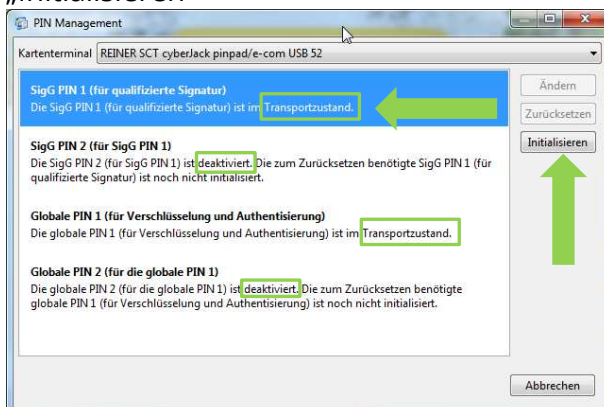 PIN Management
Kartenterminal REINER SCT cyberJack pinpad/e-com USB 52
SigG PIN 1 (für qualifizierte Signatur)
Die SigG PIN 1 (für qualifizierte Signatur) ist im Transportzustand.
SigG PIN 2 (für SigG PIN 1)
Die SigG PIN 2 (für SigG PIN 1) ist deaktiviert. Die zum Zurücksetzen benötigte SigG PIN 1 (für
qualifizierte Signatur) ist noch nicht initialisiert.
Globale PIN 1 (für Verschlüsselung und Authentisierung)
Die globale PIN 1 (für Verschlüsselung und Authentisierung) ist im Transportzustand.
Globale PIN 2 (für die globale PIN 1)
Die globale PIN 2 (für die globale PIN 1) ist deaktiviert. Die zum Zurücksetzen benötigte
globale PIN 1 (für Verschlüsselung und Authentisierung) ist noch nicht initialisiert.
Ändern
Zurücksetzen
Initialisieren
Abbrechen